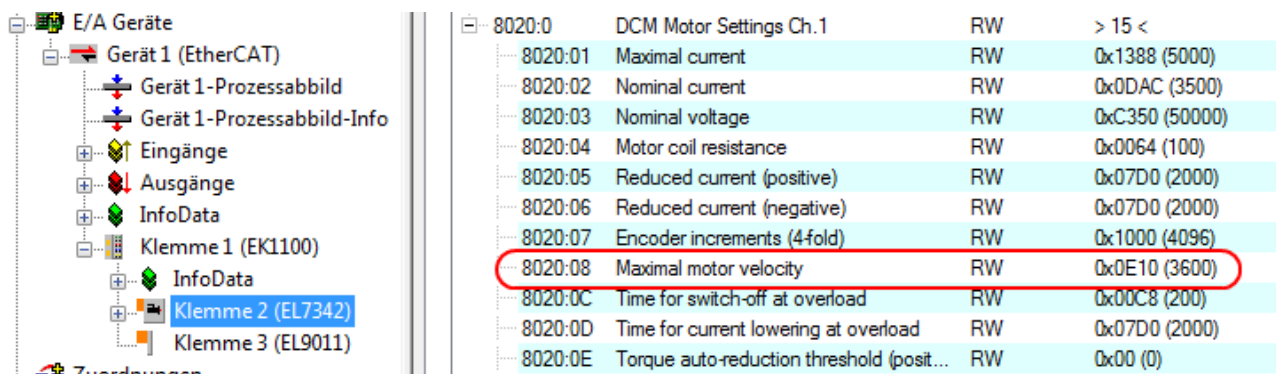 E/A Geräte
Gerät 1 (EtherCAT)
Gerät 1-Prozessabbild
Gerät 1-Prozessabbild-Info
Eingänge
Ausgänge
InfoData
Klemme 1 (EK1100)
InfoData
Klemme 2 (EL7342)
Klemme 3 (EL9011)
Zuordnungen
8020:0 DCM Motor Settings Ch.1 RW > 15 <
8020:01 Maximal current RW 0x1388 (5000)
8020:02 Nominal current RW 0x0DAC (3500)
8020:03 Nominal voltage RW 0xC350 (50000)
8020:04 Motor coil resistance RW 0x0064 (100)
8020:05 Reduced current (positive) RW 0x07D0 (2000)
8020:06 Reduced current (negative) RW 0x07D0 (2000)
8020:07 Encoder increments (4-fold) RW 0x1000 (4096)
8020:08 Maximal motor velocity RW 0x0E10 (3600)
8020:0C Time for switch-off at overload RW 0x00C8 (200)
8020:0D Time for current lowering at overload RW 0x07D0 (2000)
8020:0E Torque auto-reduction threshold (posit... RW 0x00 (0)